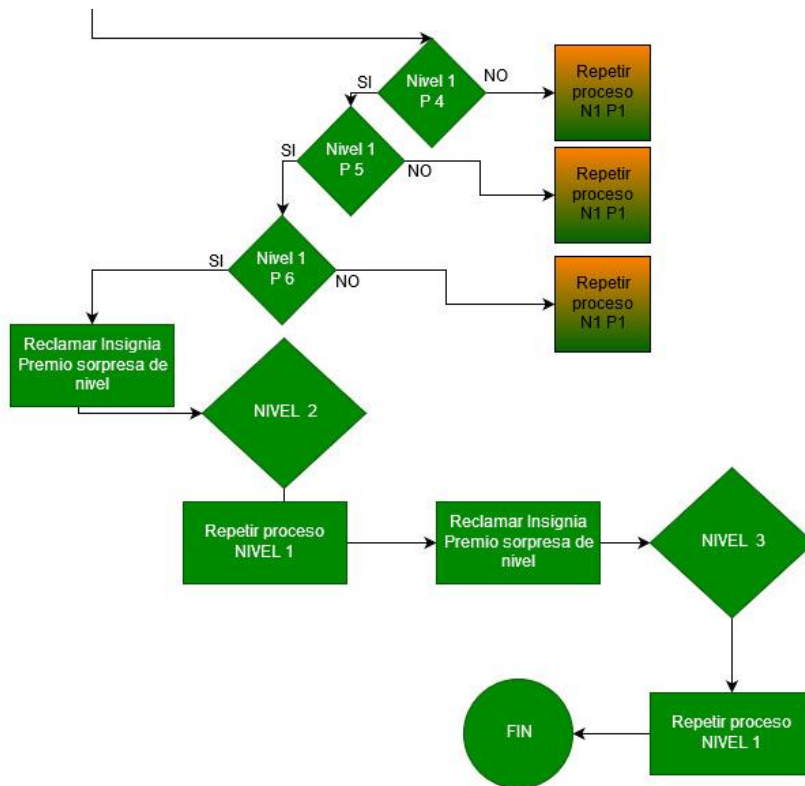 Nivel 1
P 4
SI
NO
Repetir
proceso
N1 P1
Nivel 1
P 5
SI
NO
Repetir
proceso
N1 P1
Nivel 1
P 6
SI
NO
Repetir
proceso
N1 P1
Reclamar Insignia
Premio sorpresa de
nivel
NIVEL 2
Repetir proceso
NIVEL 1
Reclamar Insignia
Premio sorpresa de
nivel
NIVEL 3
Repetir proceso
NIVEL 1
FIN